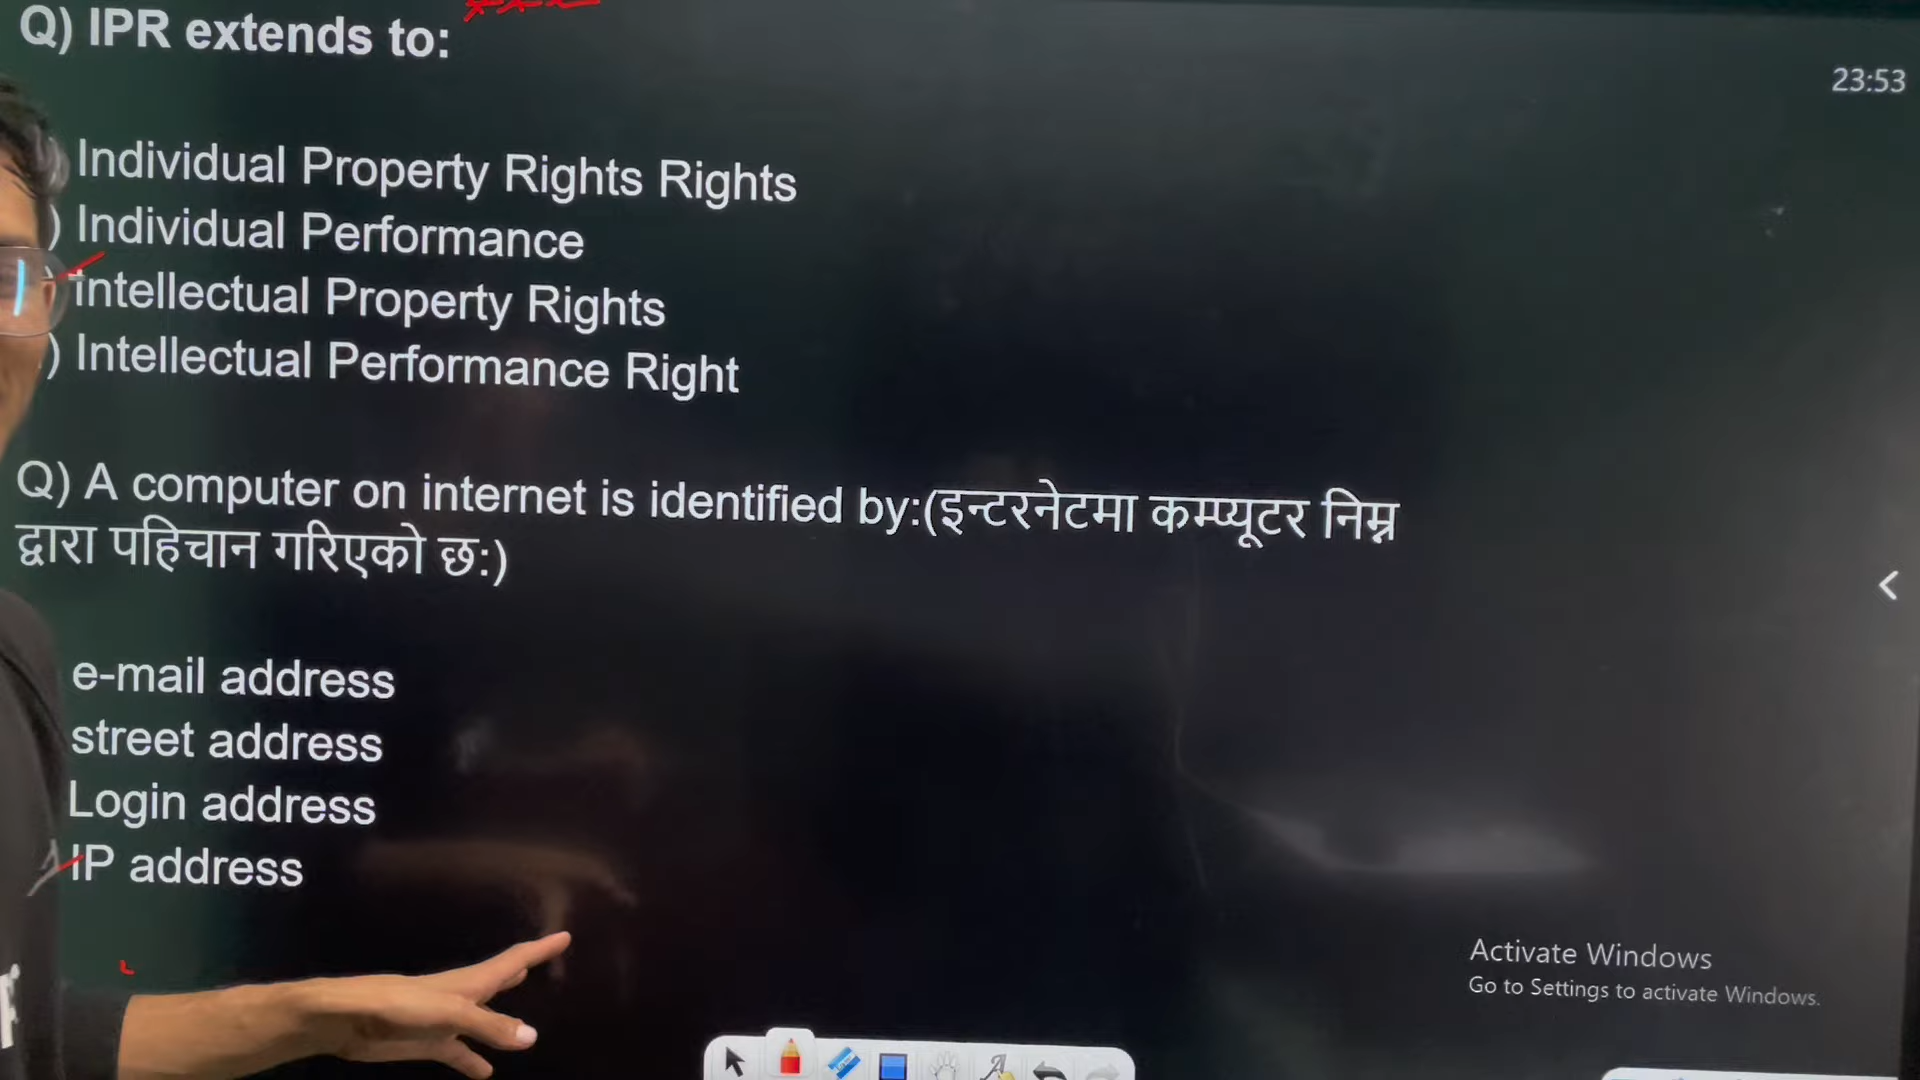 Q) IPR extends to:
23:53
) Individual Property Rights Rights
) Individual Performance
) Intellectual Property Rights
) Intellectual Performance Right
Q) A computer on internet is identified by:(इन्टरनेटमा कम्प्यूटर निम्न
द्वारा पहिचान गरिएको छ:)
e-mail address
street address
Login address
IP address
Activate Windows
Go to Settings to activate Windows.